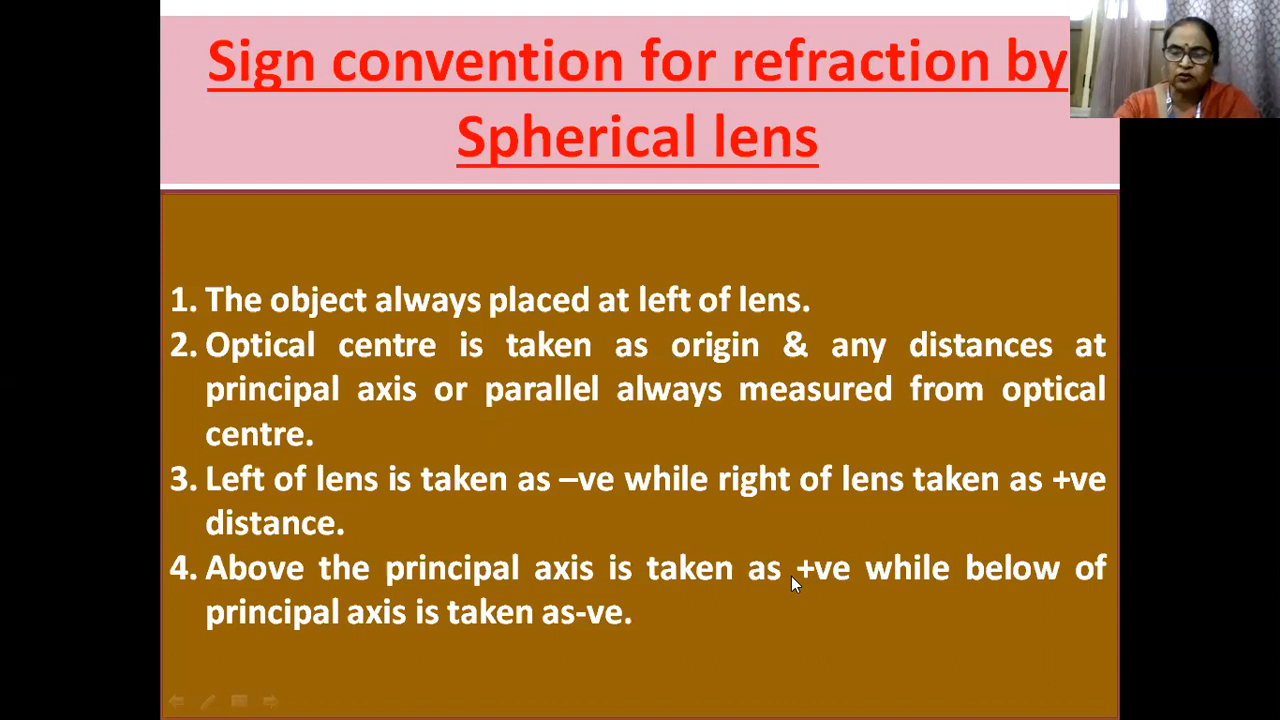 Sign convention for refraction by
Spherical lens
1. The object always placed at left of lens.
2. Optical centre is taken as origin & any distances at
principal axis or parallel always measured from optical
centre.
3. Left of lens is taken as –ve while right of lens taken as +ve
distance.
4. Above the principal axis is taken as +ve while below of
principal axis is taken as-ve.